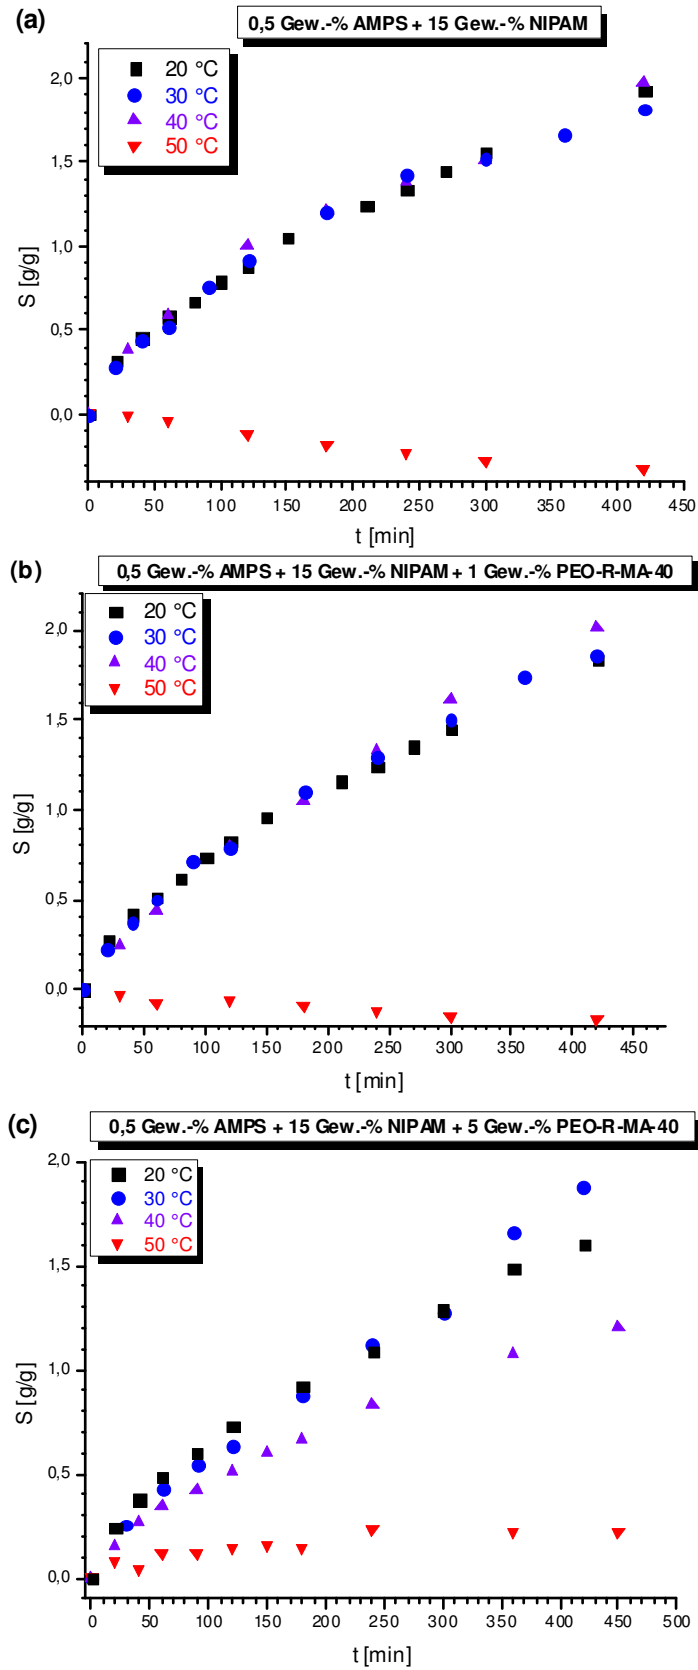 (a)
0,5 Gew.-% AMPS + 15 Gew.-% NIPAM
20 °C
30 °C
40 °C
50 °C
2,0
1,5
1,0
0,5
0,0
S [g/g]
0 50 100 150 200 250 300 350 400 450
t [min]
(b)
0,5 Gew.-% AMPS + 15 Gew.-% NIPAM + 1 Gew.-% PEO-R-MA-40
20 °C
30 °C
40 °C
50 °C
2,0
1,5
1,0
0,5
0,0
S [g/g]
0 50 100 150 200 250 300 350 400 450
t [min]
(c)
0,5 Gew.-% AMPS + 15 Gew.-% NIPAM + 5 Gew.-% PEO-R-MA-40
20 °C
30 °C
40 °C
50 °C
2,0
1,5
1,0
0,5
0,0
S [g/g]
0 50 100 150 200 250 300 350 400 450 500
t [min]